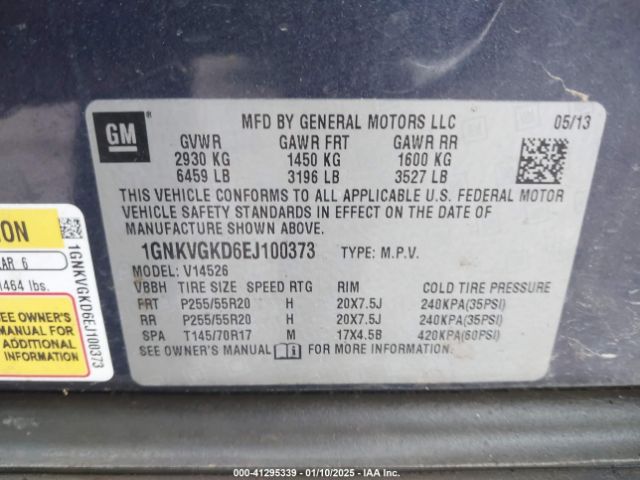 GM
®
MFD BY GENERAL MOTORS LLC 05/13
GVWR GAWR FRT GAWR RR
2930 KG 1450 KG 1600 KG
6459 LB 3196 LB 3527 LB
THIS VEHICLE CONFORMS TO ALL APPLICABLE U.S. FEDERAL MOTOR
VEHICLE SAFETY STANDARDS IN EFFECT ON THE DATE OF
MANUFACTURE SHOWN ABOVE.
1GNKVGKD6EJ100373 TYPE: M.P.V.
MODEL: V14526
VBBH TIRE SIZE SPEED RTG RIM COLD TIRE PRESSURE
FRT P255/55R20 H 20X7.5J 240KPA(35PSI)
RR P255/55R20 H 20X7.5J 240KPA(35PSI)
SPA T145/70R17 M 17X4.5B 420KPA(60PSI)
SEE OWNER'S MANUAL FOR MORE INFORMATION.
ION
AR 6
1464 lbs.
SEE OWNER'S
MANUAL FOR
ADDITIONAL
INFORMATION
1GNKVGKD6EJ100373
000-41295339 - 01/10/2025 - IAA Inc.